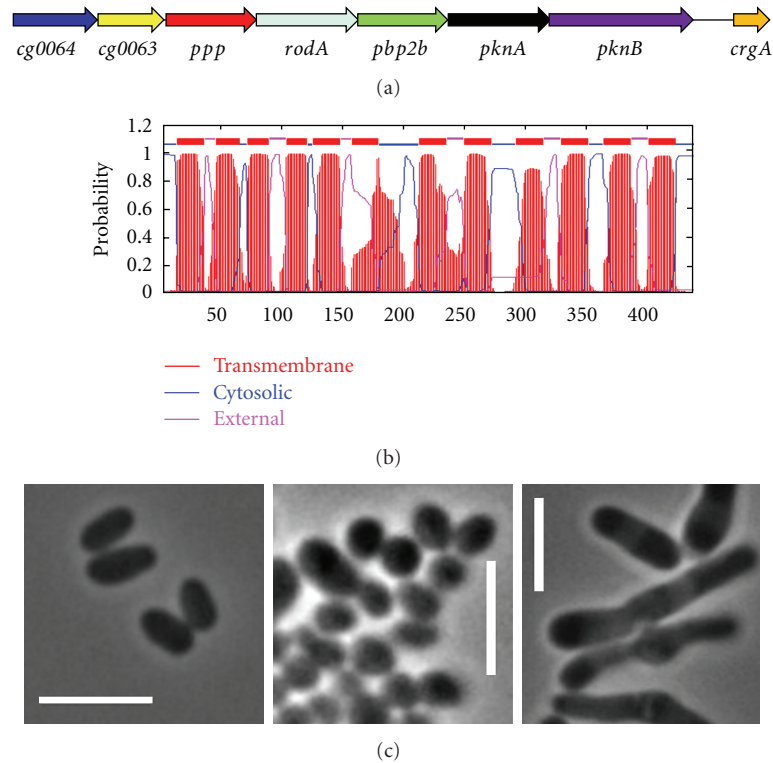 cg0064 cg0063 ppp rodA pbp2b pknA pknB crgA
(a)
1.2
1
0.8
0.6
0.4
0.2
0
Probability
50 100 150 200 250 300 350 400
Transmembrane
Cytosolic
External
(b)
(c)